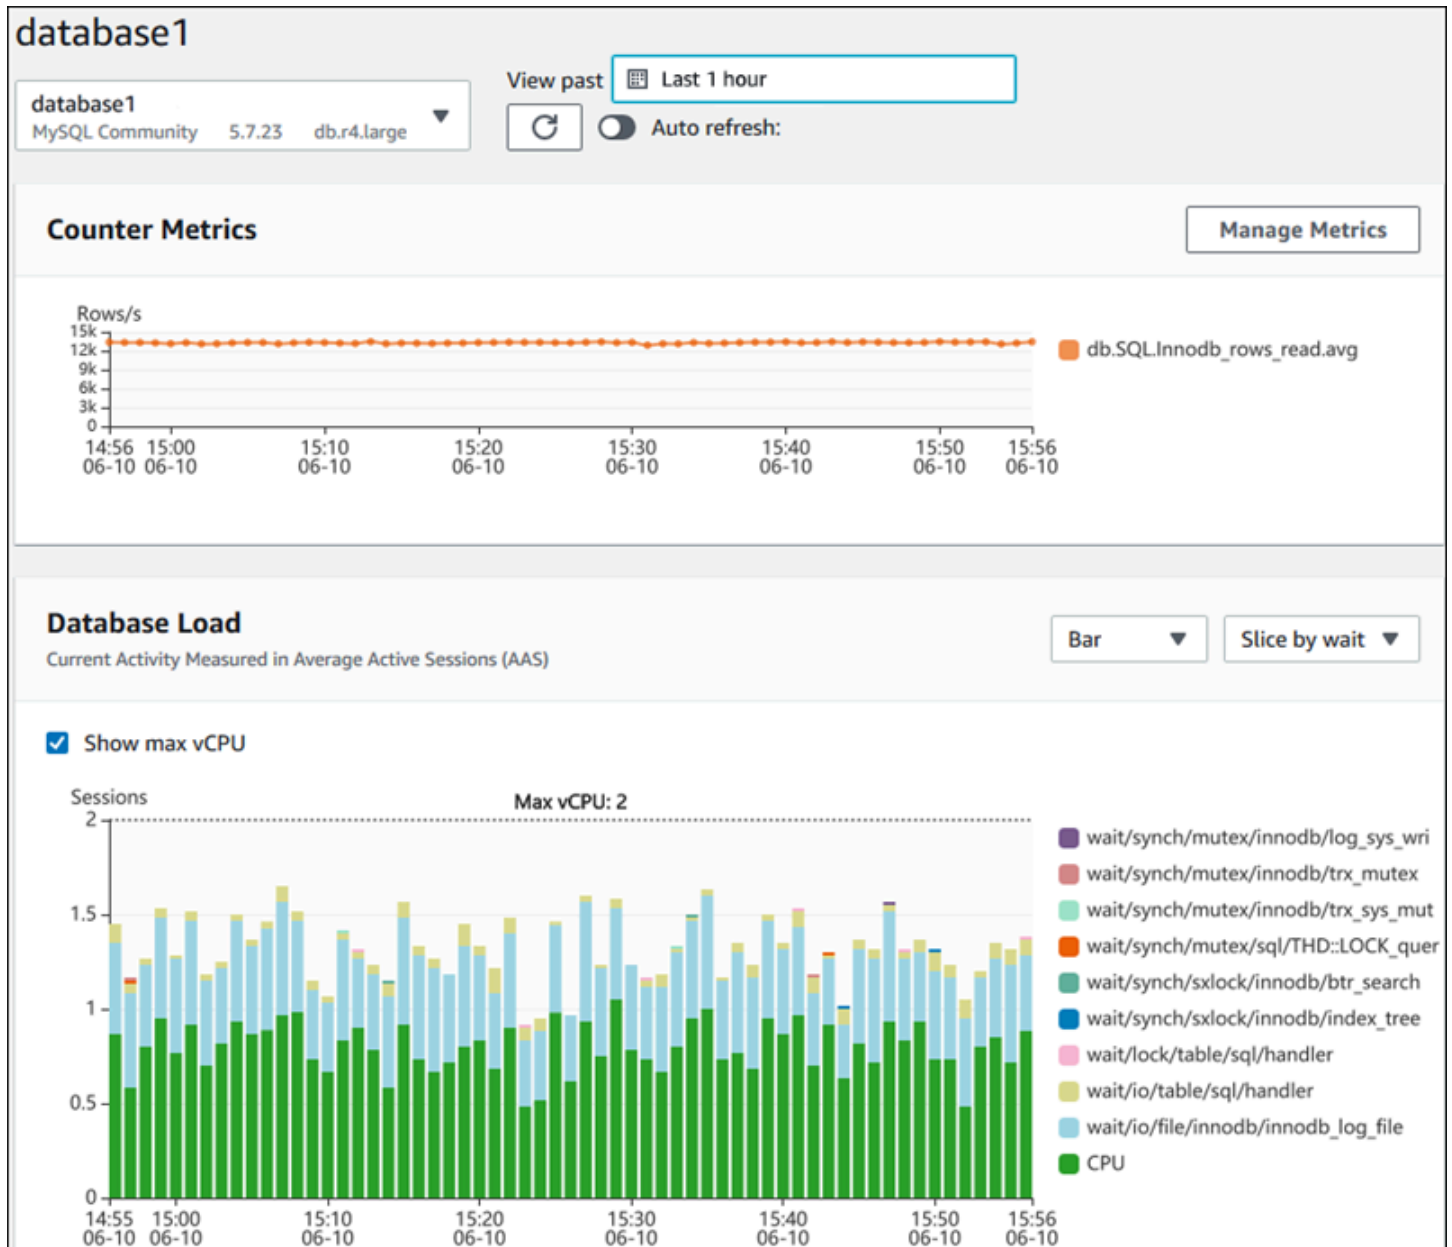 database1
View past
Last 1 hour
database1
MySQL Community 5.7.23 db.r4.large
Auto refresh:
Counter Metrics
Manage Metrics
Rows/s
15k
12k
9k
6k
3k
0
db.SQL.Innodb_rows_read.avg
14:56 15:00 15:10 15:20 15:30 15:40 15:50 15:56
06-10 06-10 06-10 06-10 06-10 06-10 06-10 06-10
Database Load
Current Activity Measured in Average Active Sessions (AAS)
Bar
Slice by wait
Show max vCPU
Sessions
Max vCPU: 2
2
1.5
1
0.5
0
wait/synch/mutex/innodb/log_sys_wri
wait/synch/mutex/innodb/trx_mutex
wait/synch/mutex/innodb/trx_sys_mut
wait/synch/mutex/sql/THD::LOCK_quer
wait/synch/sxlock/innodb/btr_search
wait/synch/sxlock/innodb/index_tree
wait/lock/table/sql/handler
wait/io/table/sql/handler
wait/io/file/innodb/innodb_log_file
CPU
14:55 15:00 15:10 15:20 15:30 15:40 15:50 15:56
06-10 06-10 06-10 06-10 06-10 06-10 06-10 06-10